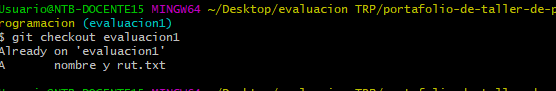 Usuario@NTB-DOCENTE15 MINGW64 ~/Desktop/evaluacion TRP/portafolio-de-taller-de-p
rogramacion (evaluacion1)
$ git checkout evaluacion1
Already on 'evaluacion1'
A       nombre y rut.txt